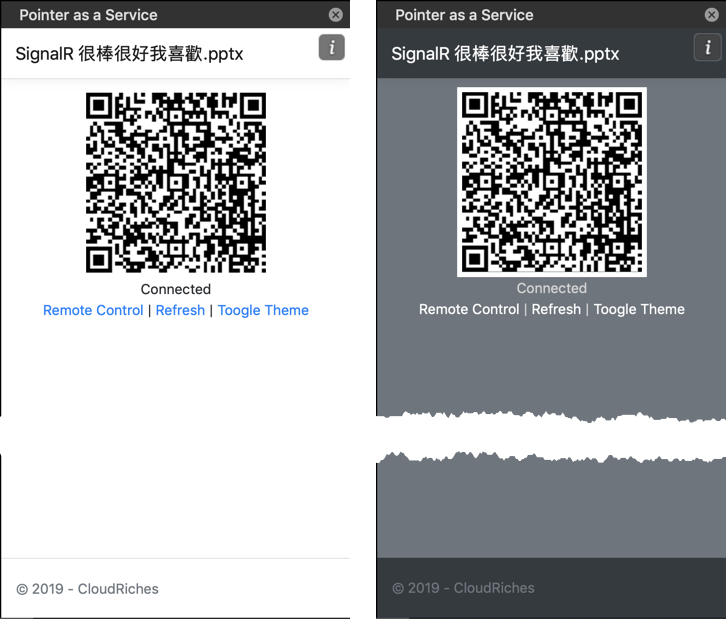 Pointer as a Service
SignalR 很棒很好我喜歡.pptx
i
Connected
Remote Control | Refresh | Toogle Theme
© 2019 - CloudRiches
Pointer as a Service
SignalR 很棒很好我喜歡.pptx
i
Connected
Remote Control | Refresh | Toogle Theme
© 2019 - CloudRiches